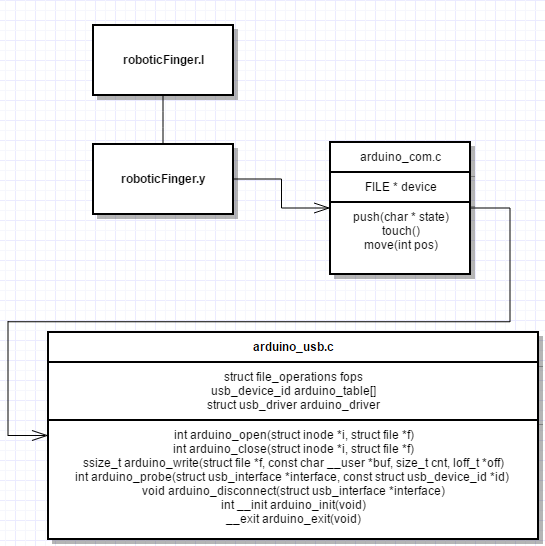 roboticFinger.l
roboticFinger.y
arduino_com.c
FILE * device
push(char * state)
touch()
move(int pos)
arduino_usb.c
struct file_operations fops
usb_device_id arduino_table[]
struct usb_driver arduino_driver
int arduino_open(struct inode *i, struct file *f)
int arduino_close(struct inode *i, struct file *f)
ssize_t arduino_write(struct file *f, const char __user *buf, size_t cnt, loff_t *off)
int arduino_probe(struct usb_interface *interface, const struct usb_device_id *id)
void arduino_disconnect(struct usb_interface *interface)
int __init arduino_init(void)
__exit arduino_exit(void)